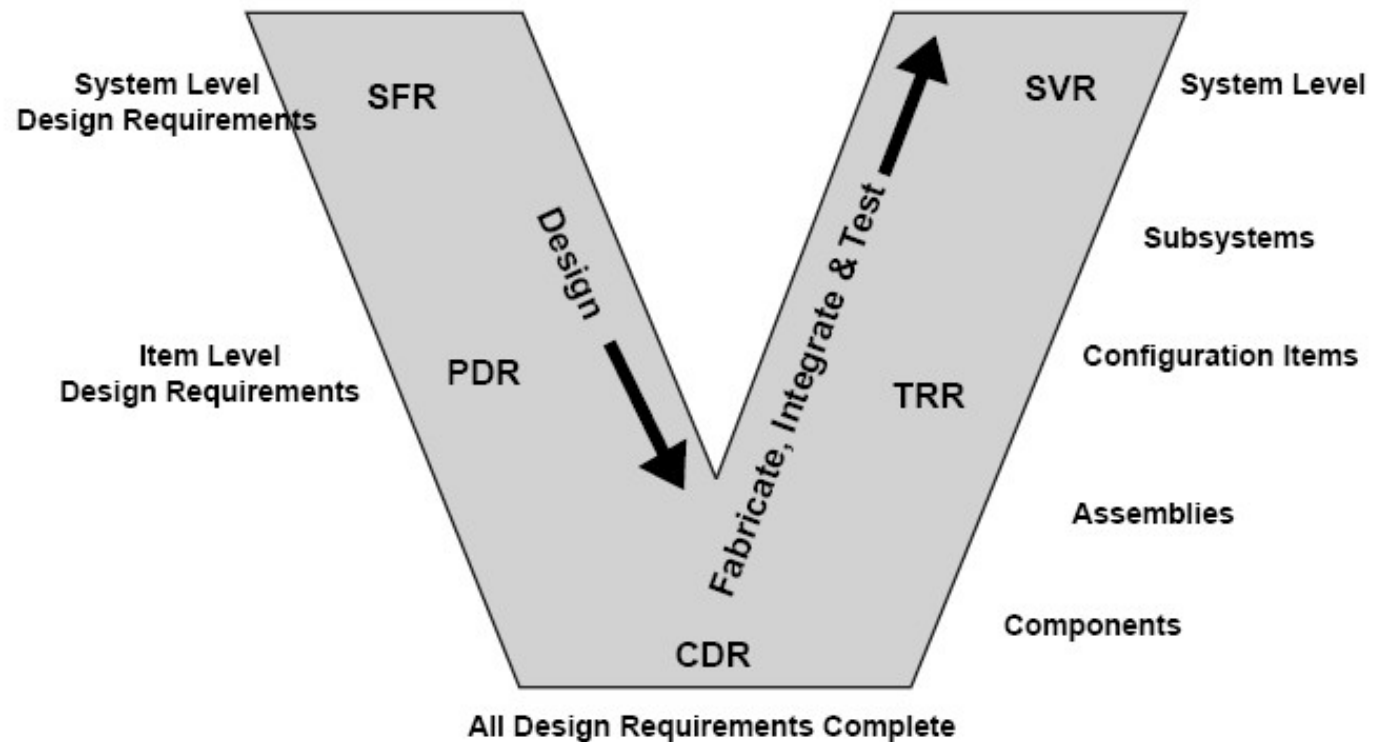 System Level
Design Requirements
SFR
SVR
System Level
Design
Fabricate, Integrate & Test
Subsystems
Item Level
Design Requirements
PDR
TRR
Configuration Items
Assemblies
Components
CDR
All Design Requirements Complete